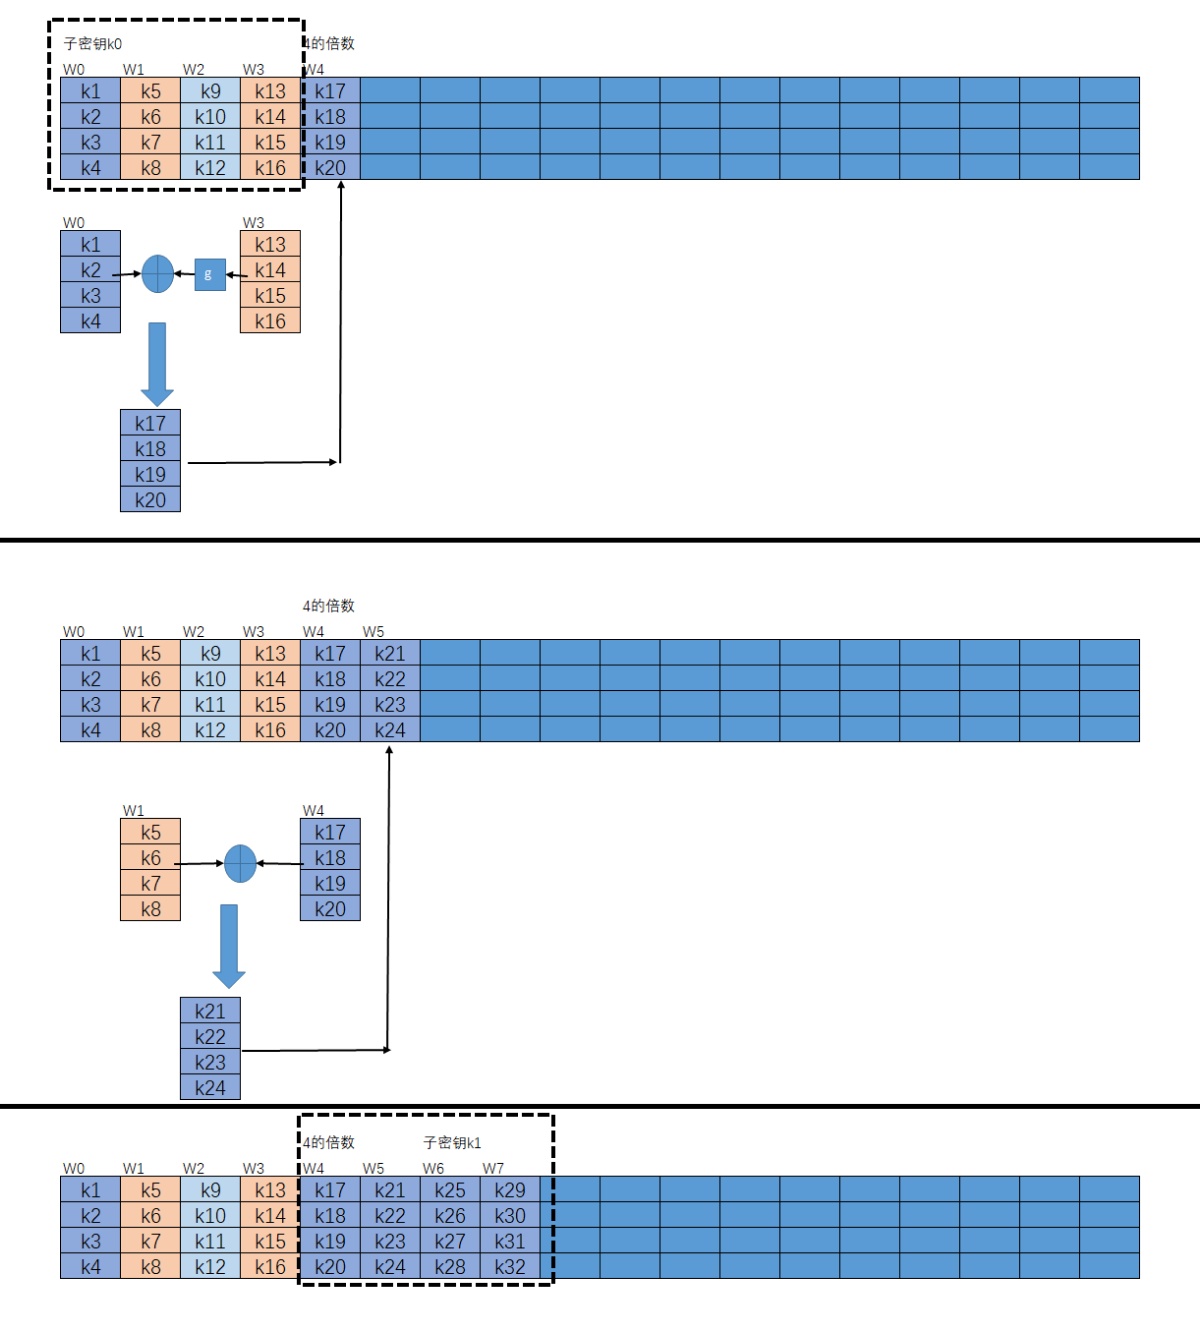 子密钥k0 4的倍数
W0 W1 W2 W3 W4
k1 k5 k9 k13 k17
k2 k6 k10 k14 k18
k3 k7 k11 k15 k19
k4 k8 k12 k16 k20
W0 W3
k1 k13
k2 g k14
k3 k15
k4 k16
k17
k18
k19
k20
4的倍数
W0 W1 W2 W3 W4 W5
k1 k5 k9 k13 k17 k21
k2 k6 k10 k14 k18 k22
k3 k7 k11 k15 k19 k23
k4 k8 k12 k16 k20 k24
W1 W4
k5 k17
k6 k18
k7 k19
k8 k20
k21
k22
k23
k24
4的倍数 子密钥k1
W0 W1 W2 W3 W4 W5 W6 W7
k1 k5 k9 k13 k17 k21 k25 k29
k2 k6 k10 k14 k18 k22 k26 k30
k3 k7 k11 k15 k19 k23 k27 k31
k4 k8 k12 k16 k20 k24 k28 k32